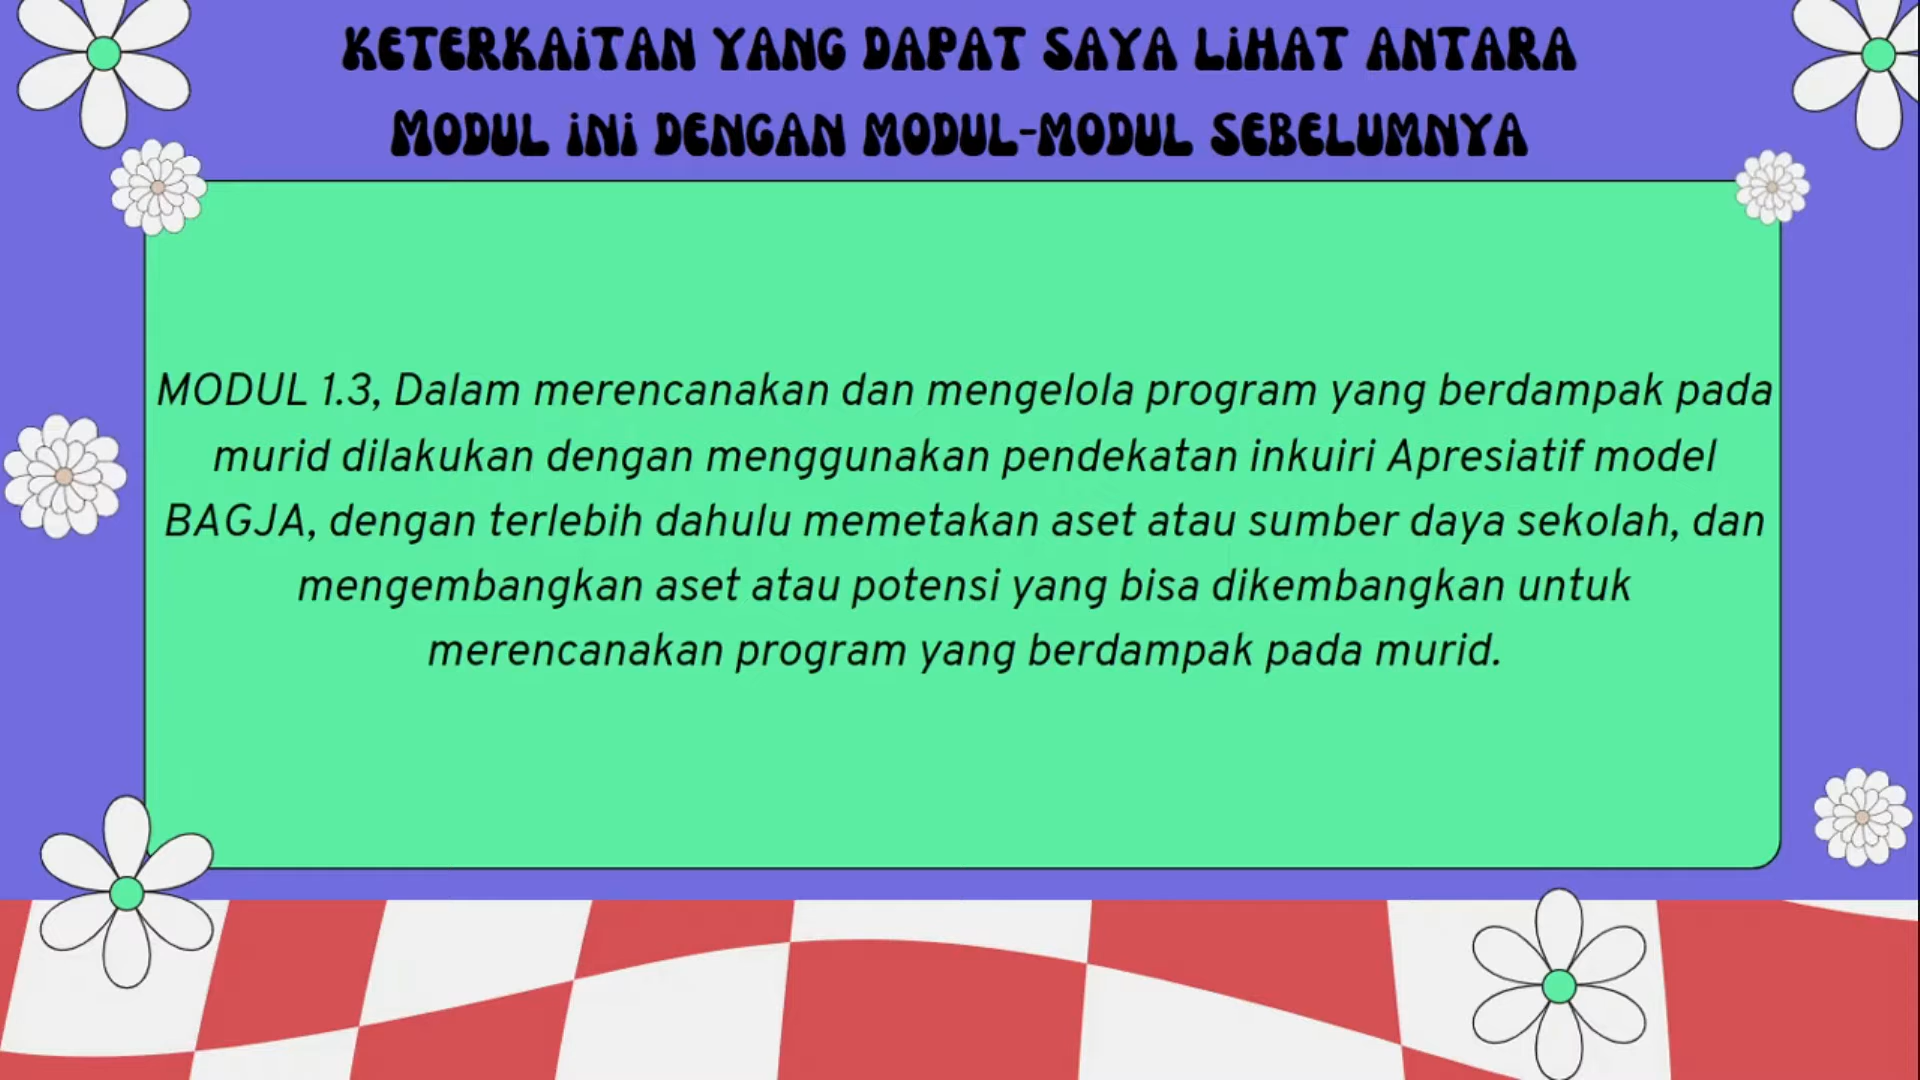 KETERKAiTAN YANG DAPAT SAYA LiHAT ANTARA
MODUL iNi DENGAN MODUL-MODUL SEBELUMNYA
MODUL 1.3, Dalam merencanakan dan mengelola program yang berdampak pada
murid dilakukan dengan menggunakan pendekatan inkuiri Apresiatif model
BAGJA, dengan terlebih dahulu memetakan aset atau sumber daya sekolah, dan
mengembangkan aset atau potensi yang bisa dikembangkan untuk
merencanakan program yang berdampak pada murid.